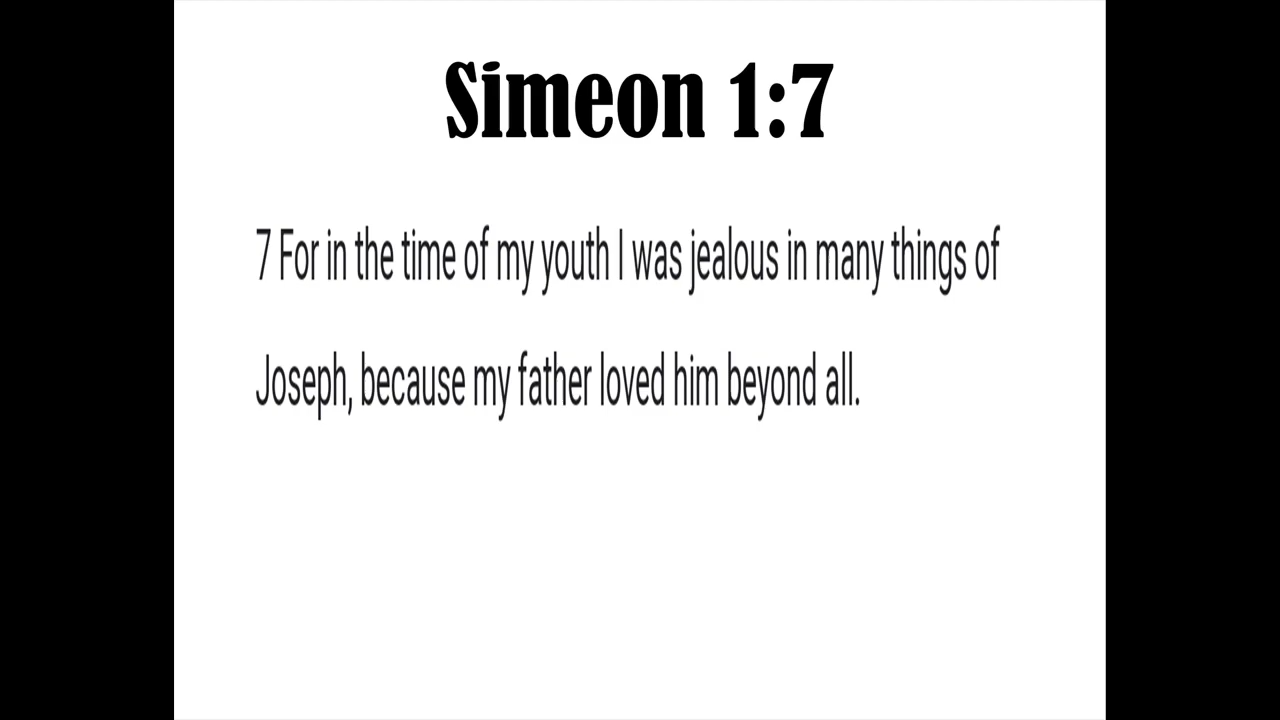 Simeon 1:7
7 For in the time of my youth I was jealous in many things of
Joseph, because my father loved him beyond all.